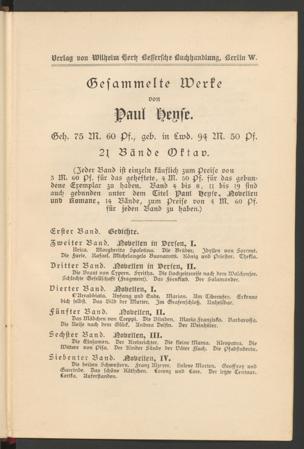 Verlag von Wilhelm Hertz Bessersche Buchhandlung, Berlin W.
Gesammelte Werke
von
Paul Heyse.
Geh. 75 M. 60 Pf., geb. in Lwd. 94 M. 50 Pf.
21 Bände Oktav.
(Jeder Band ist einzeln käuflich zum Preise von
3 M. 60 Pf. für das geheftete, 4 M. 50 Pf. für das gebun-
dene Exemplar zu haben. Band 4 bis 8, 11 bis 19 sind
auch gebunden unter dem Titel Paul Heyse, Novellen
und Romane, 14 Bände, zum Preise von 4 M. 60 Pf.
für jeden Band zu haben.)
Erster Band. Gedichte.
Zweiter Band. Novellen in Versen, I.
Urica. Margherita Spoletina. Die Brüder. Idyllen von Sorrent.
Die Furie. Rafael. Michelangelo Buonarotti. König und Priester. Thekla.
Dritter Band. Novellen in Versen, II.
Die Braut von Cypern. Syritha. Die Hochzeitsreise nach dem Walchensee.
Schlechte Gesellschaft (Fragment). Das Feenkind. Der Salamander.
Vierter Band. Novellen, I.
L'Arrabbiata. Anfang und Ende. Marion. Am Tiberufer. Erkenne
dich selbst. Das Bild der Mutter. Im Grafenschloß. Unheilbar.
Fünfter Band. Novellen, II.
Das Mädchen von Treppi. Die Blinden. Maria Franziska. Barbarossa.
Die Reise nach dem Glück. Andrea Delfin. Der Weinhüter.
Sechster Band. Novellen, III.
Die Einsamen. Der Kreisrichter. Die kleine Mama. Kleopatra. Die
Witwe von Pisa. Der Kinder Sünde der Väter Fluch. Die Pfadfinderin.
Siebenter Band. Novellen, IV.
Die beiden Schwestern. Franz Alzeyer. Helene Morten. Geoffroy und
Garcinde. Das schöne Käthchen. Lorenz und Lore. Der letzte Centaur.
Lottka. Auferstanden.